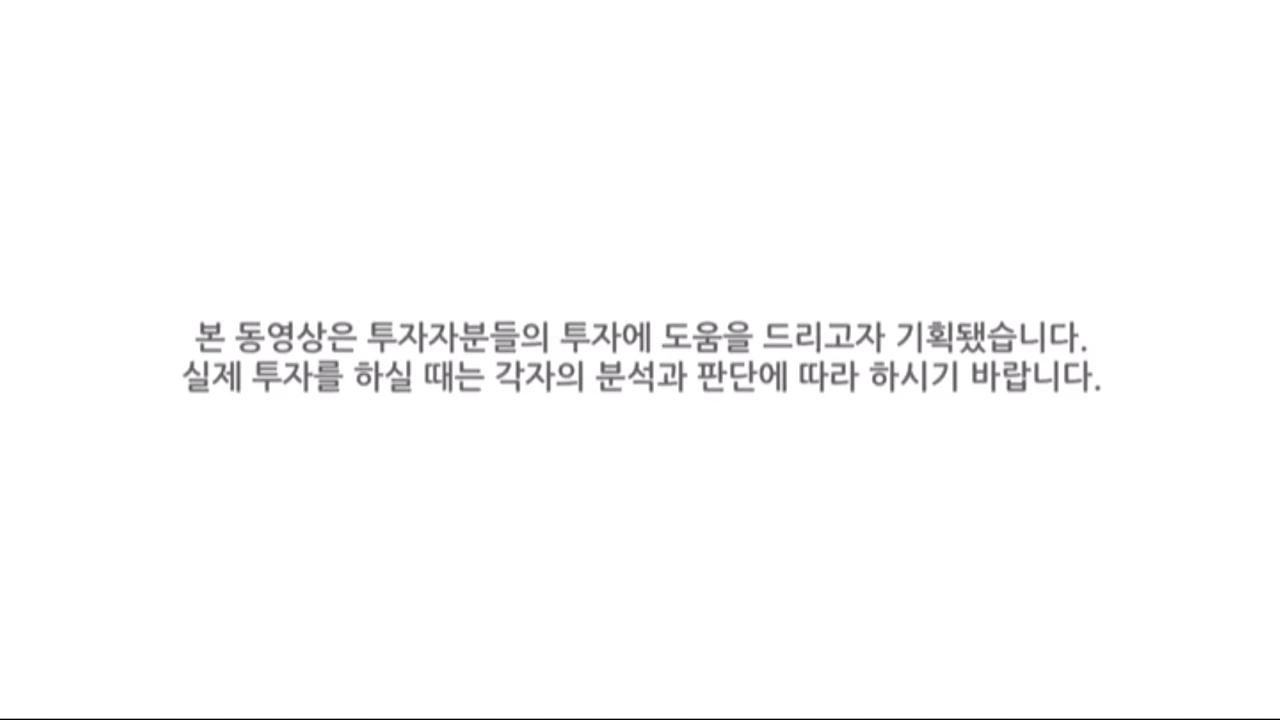 본 동영상은 투자자분들의 투자에 도움을 드리고자 기획됐습니다.
실제 투자를 하실 때는 각자의 분석과 판단에 따라 하시기 바랍니다.